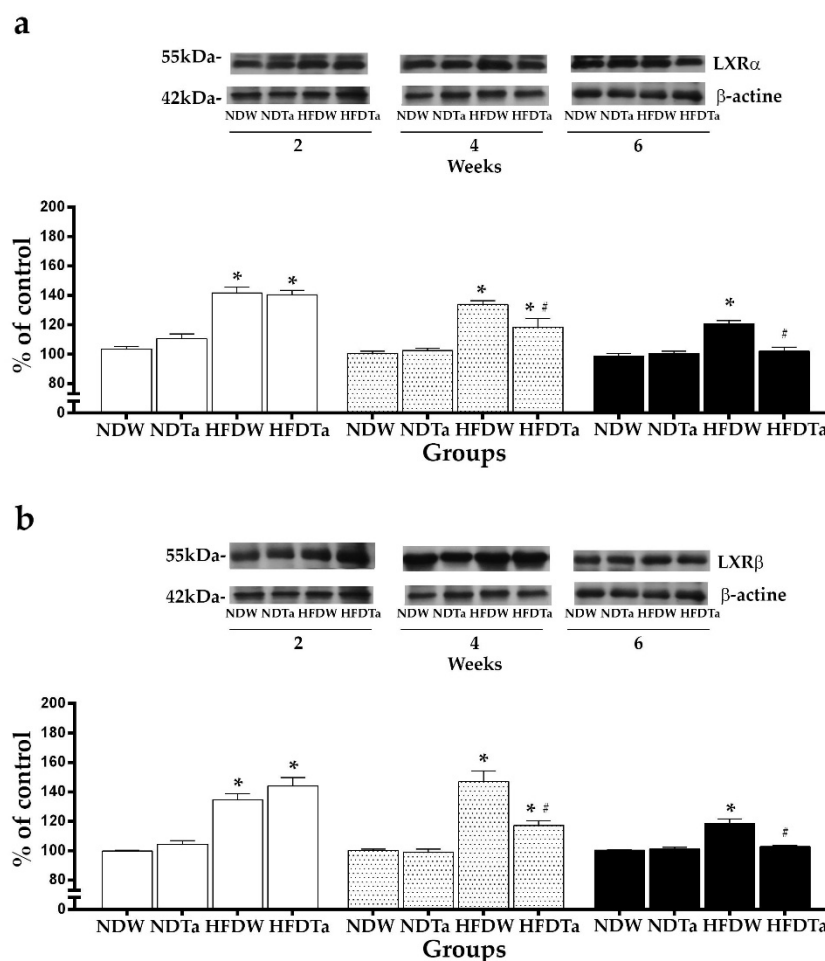 a
55kDa-
LXRα
42kDa-
β-actine
NDW NDTa HFDW HFDTa NDW NDTa HFDW HFDTa NDW NDTa HFDW HFDTa
2 4 6
Weeks
% of control
200
180
160
140
120
100
80
0
* * * * # * #
NDW NDTa HFDW HFDTa NDW NDTa HFDW HFDTa NDW NDTa HFDW HFDTa
Groups
b
55kDa-
LXRβ
42kDa-
β-actine
NDW NDTa HFDW HFDTa NDW NDTa HFDW HFDTa NDW NDTa HFDW HFDTa
2 4 6
Weeks
% of control
200
180
160
140
120
100
80
0
* * * * # * #
NDW NDTa HFDW HFDTa NDW NDTa HFDW HFDTa NDW NDTa HFDW HFDTa
Groups